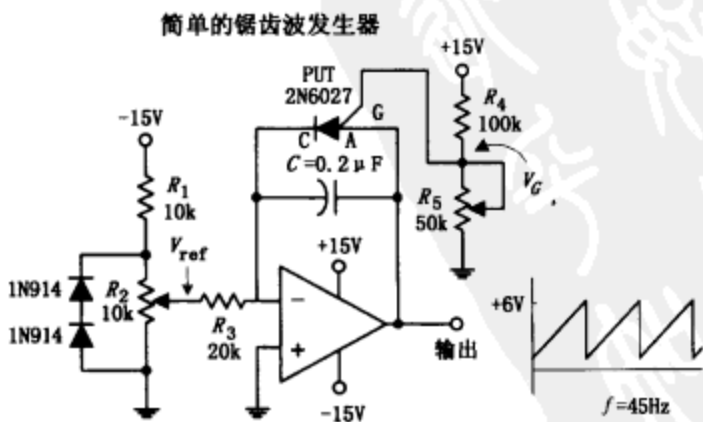 简单的锯齿波发生器
+15V
PUT
2N6027
G
C
A
R4
100k
-15V
C=0.2μF
VG,
R1
10k
R5
50k
Vref
+15V
1N914
R2
10k
1N914
R3
20k
−
+
输出
-15V
+6V
f=45Hz